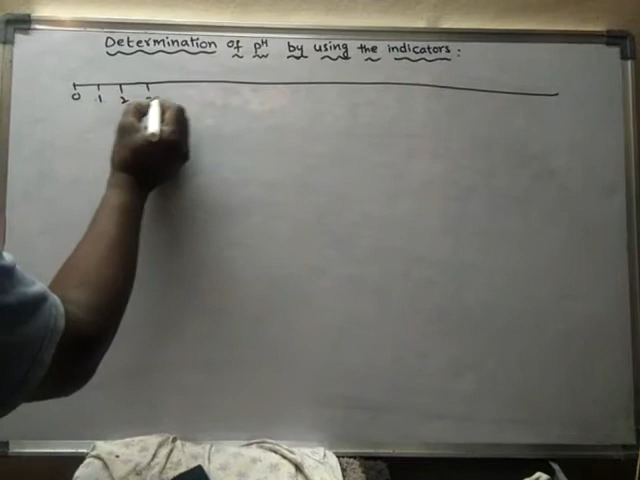 Determination of pH by using the indicators :
0 1 2